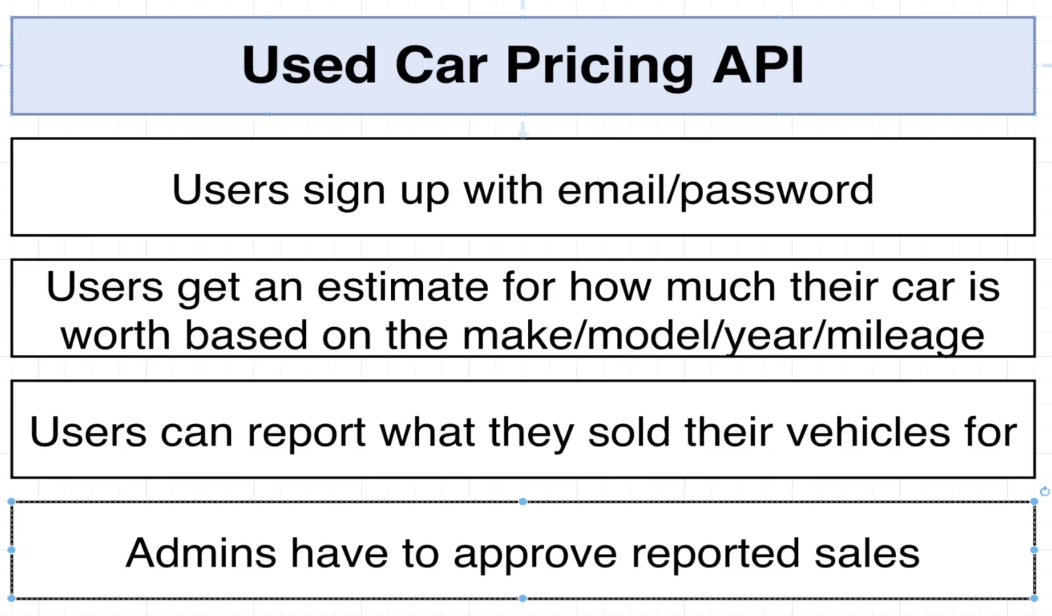 Used Car Pricing API
Users sign up with email/password
Users get an estimate for how much their car is
worth based on the make/model/year/mileage
Users can report what they sold their vehicles for
Admins have to approve reported sales